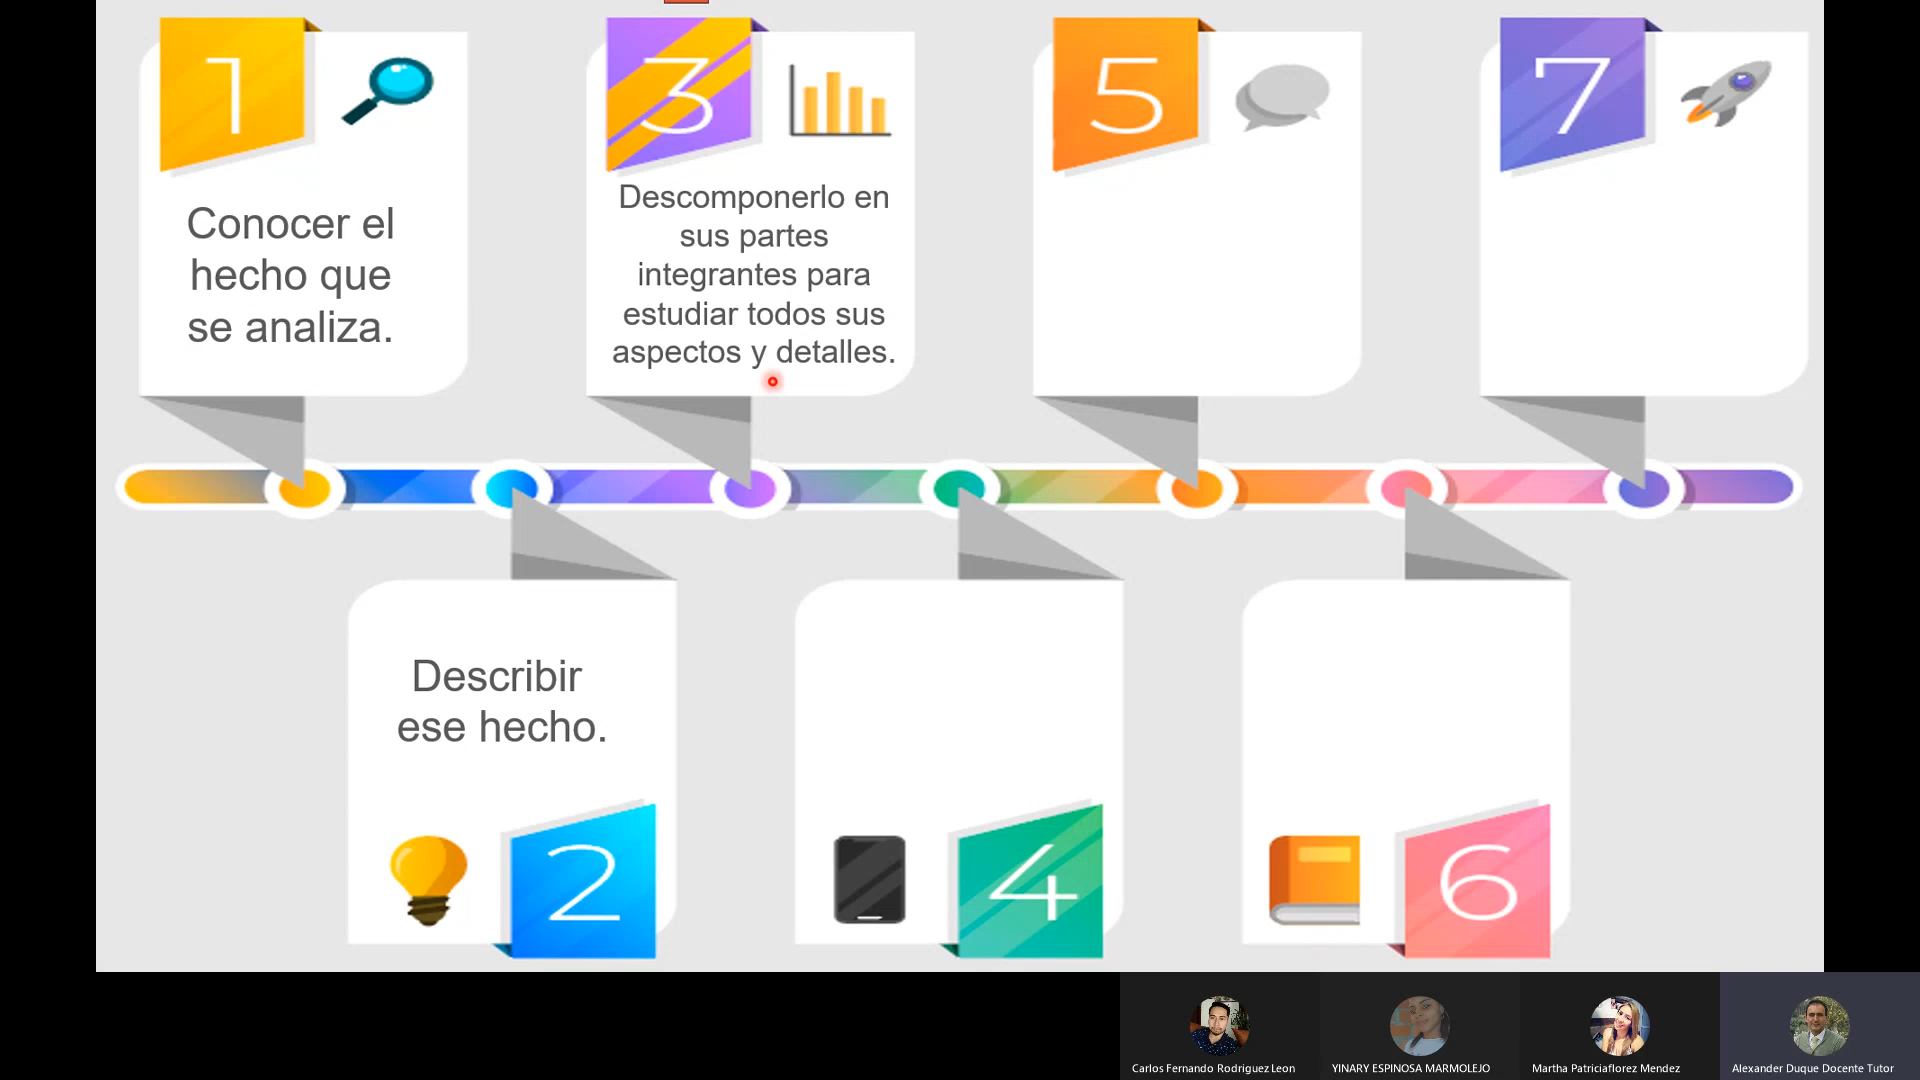 1
Conocer el
hecho que
se analiza.
3
Descomponerlo en
sus partes
integrantes para
estudiar todos sus
aspectos y detalles.
5
7
Describir
ese hecho.
2
4
6
Carlos Fernando Rodriguez Leon
YINARY ESPINOSA MARMOLEJO
Martha Patriciaflorez Mendez
Alexander Duque Docente Tutor